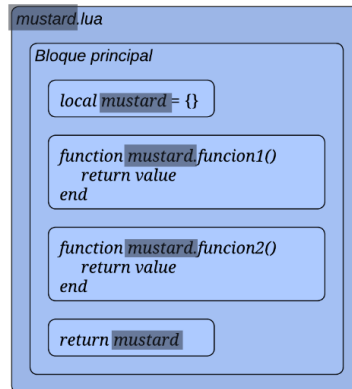 mustard.lua
Bloque principal
local mustard = {}
function mustard.funcion1()
return value
end
function mustard.funcion2()
return value
end
return mustard